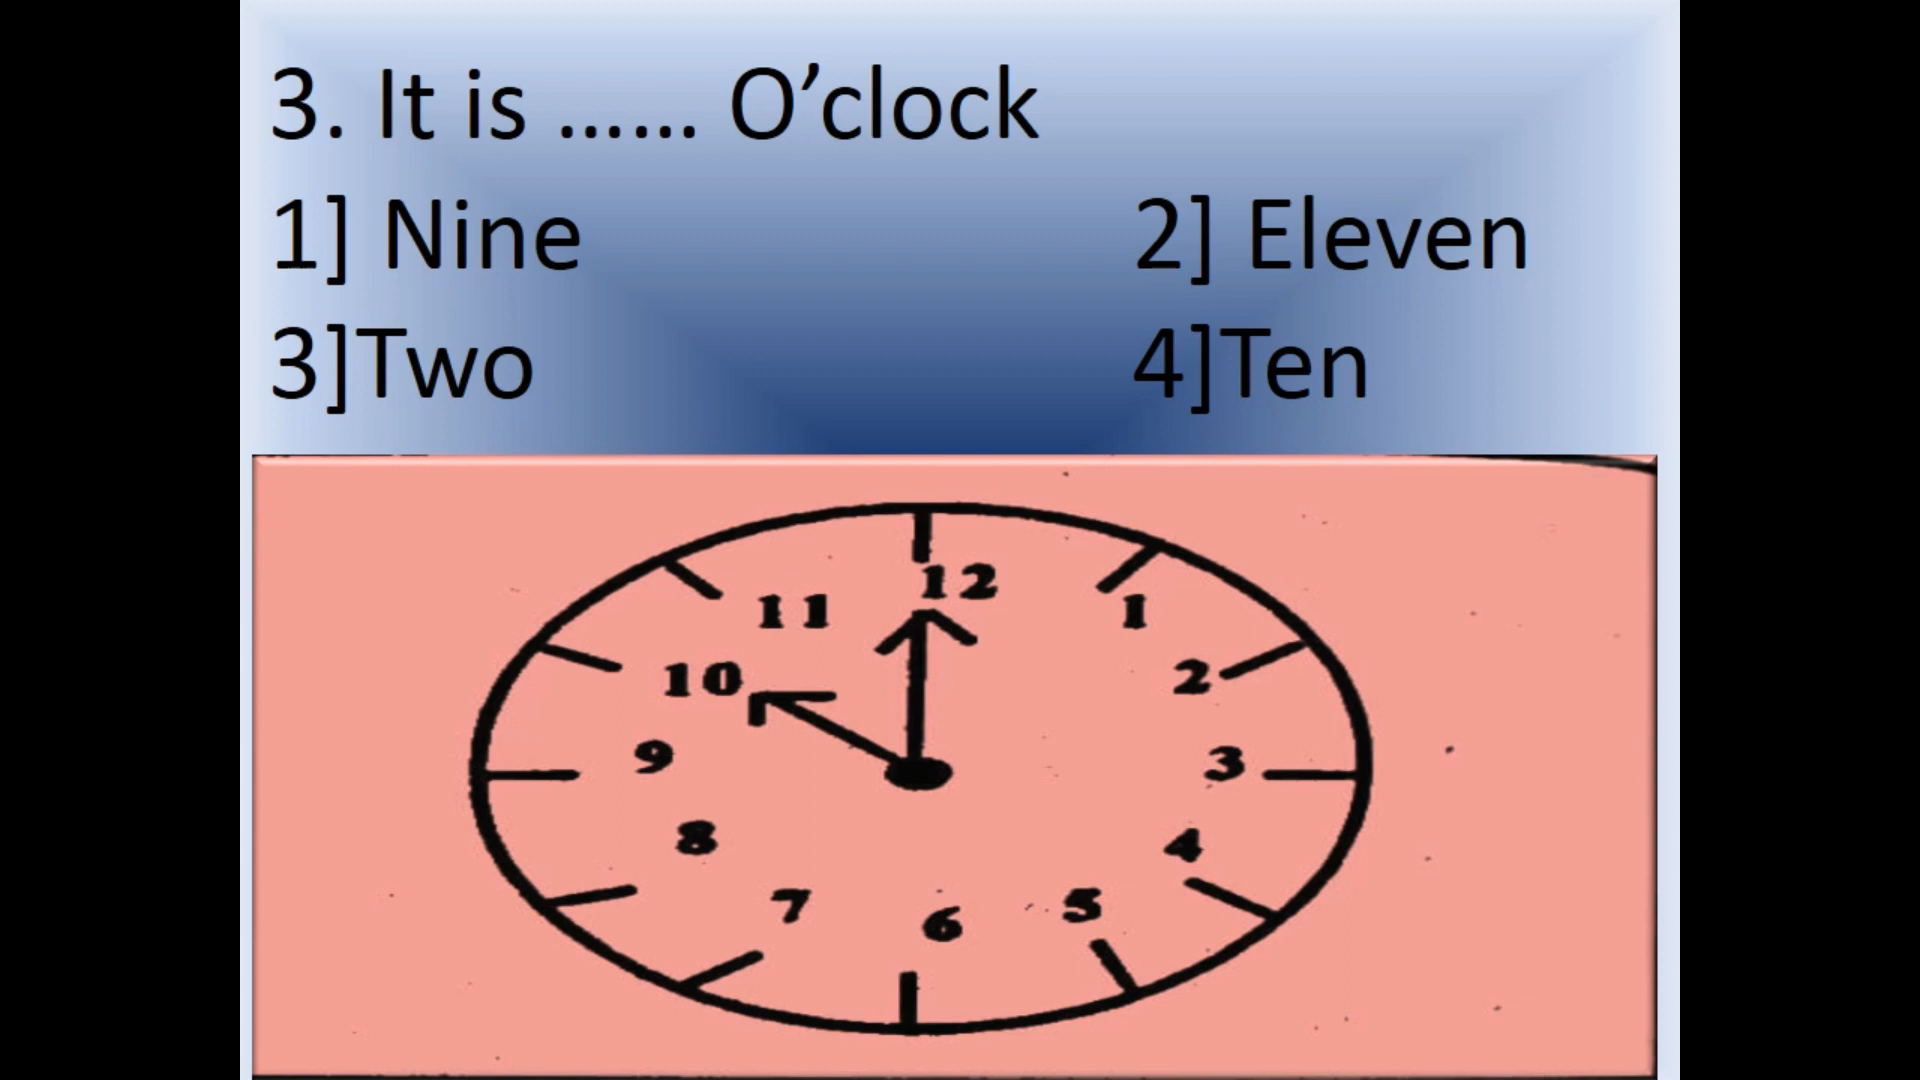 3. It is …… O’clock
1] Nine 2] Eleven
3]Two 4]Ten
12
11 1
10 2
9 3
8 4
7 5
6